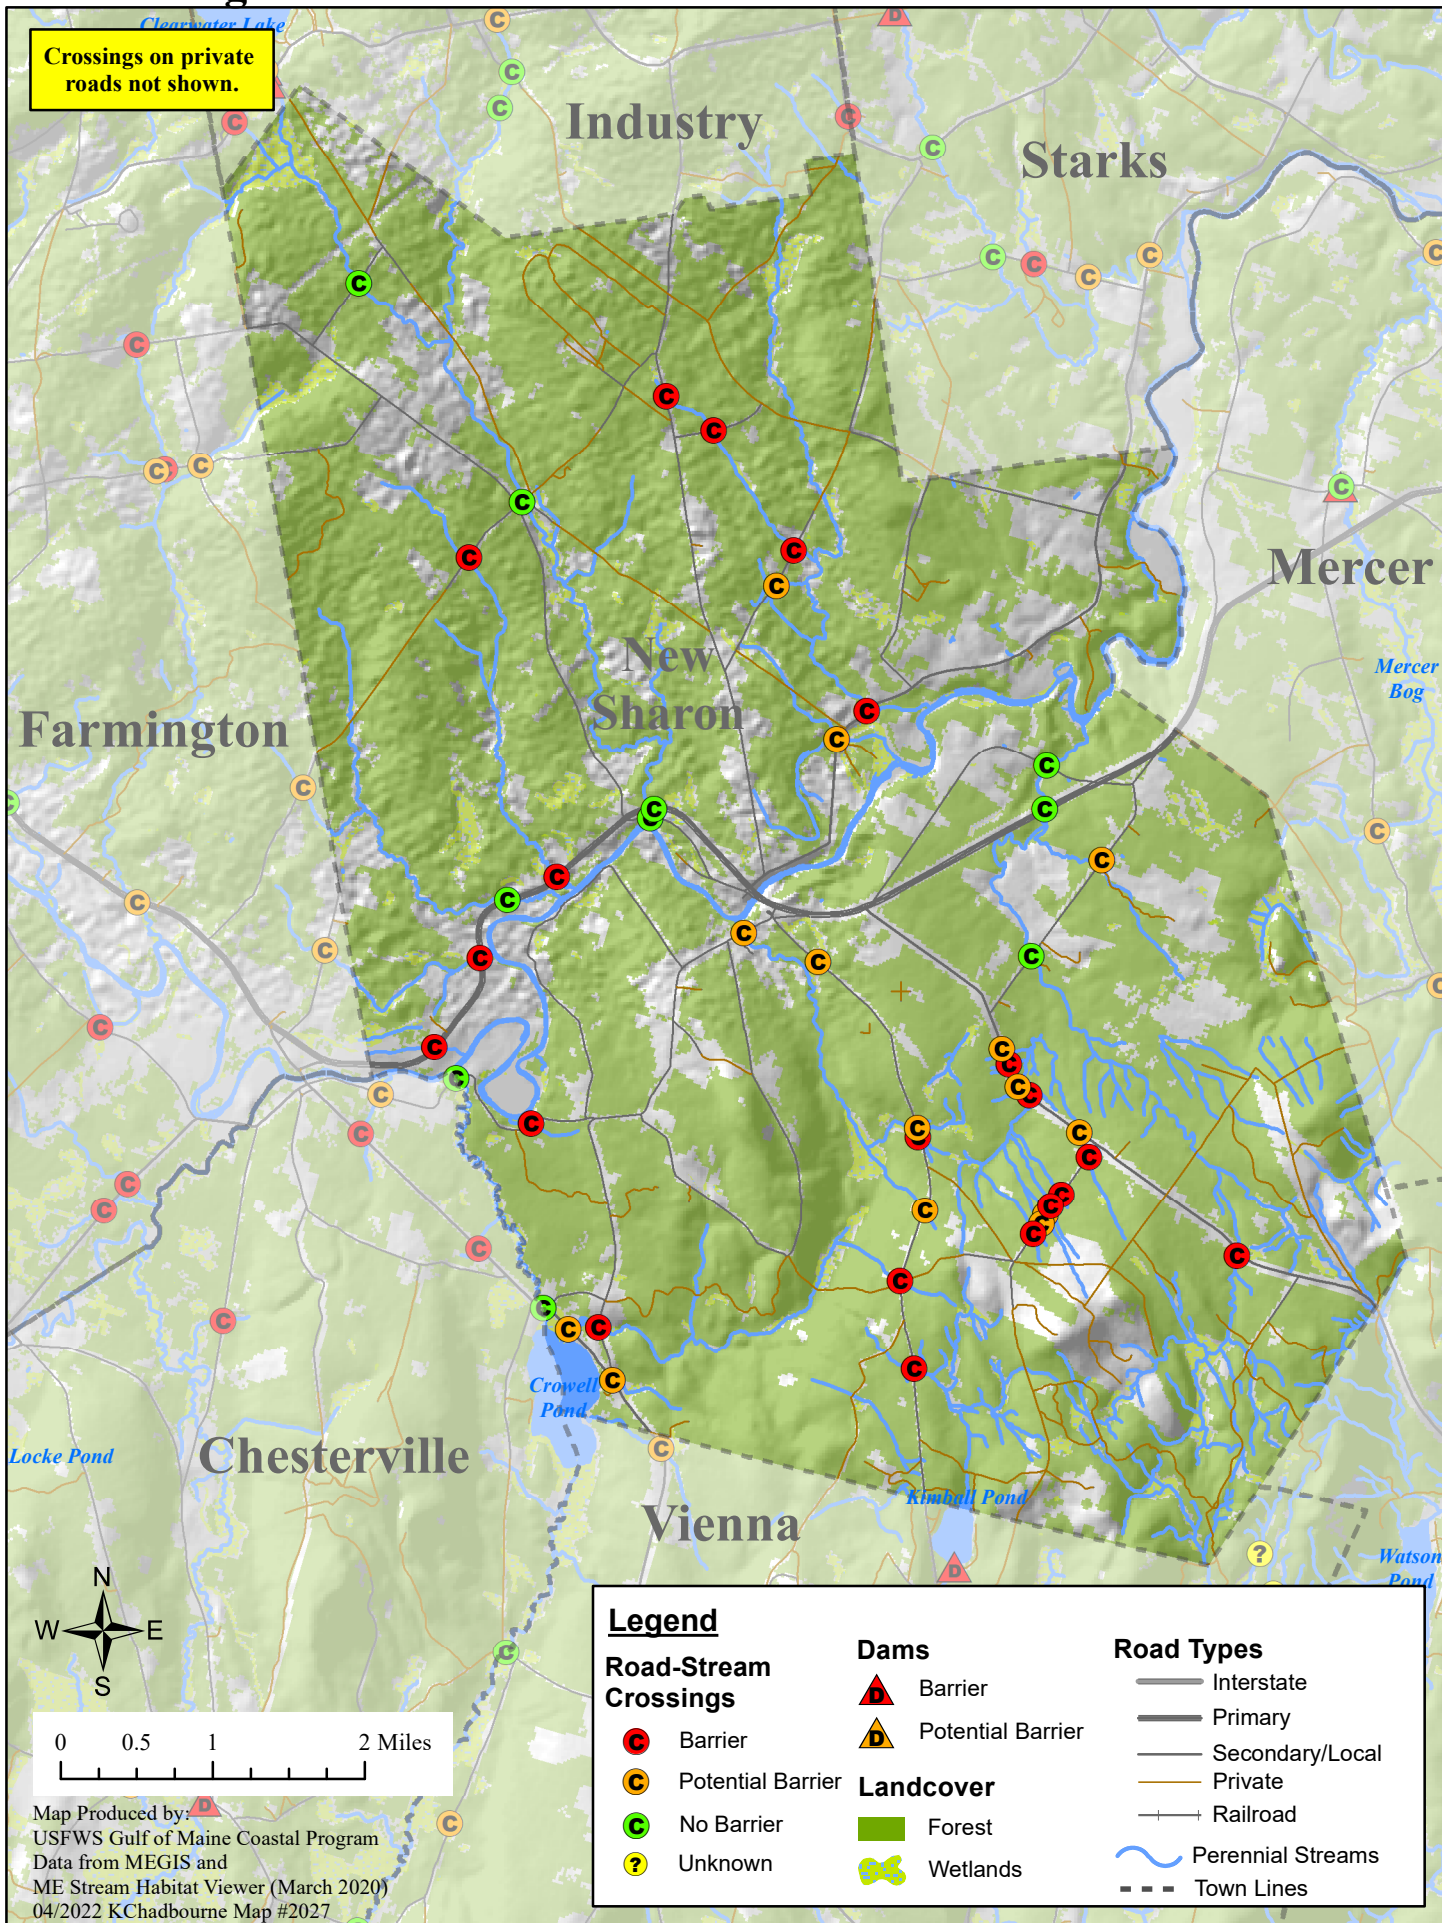 Clearwater Lake
Crossings on private
roads not shown.
Industry
Starks
Mercer
Mercer
Bog
New
Sharon
Farmington
Crowell
Pond
Chesterville
Locke Pond
Vienna
Kimball Pond
Watson
Pond
N
W E
S
0 0.5 1 2 Miles
Map Produced by:
USFWS Gulf of Maine Coastal Program
Data from MEGIS and
ME Stream Habitat Viewer (March 2020)
04/2022 KChadbourne Map #2027
Legend
Road-Stream
Crossings
C Barrier
C Potential Barrier
C No Barrier
? Unknown
Dams
D Barrier
D Potential Barrier
Landcover
Forest
Wetlands
Road Types
Interstate
Primary
Secondary/Local
Private
Railroad
Perennial Streams
Town Lines